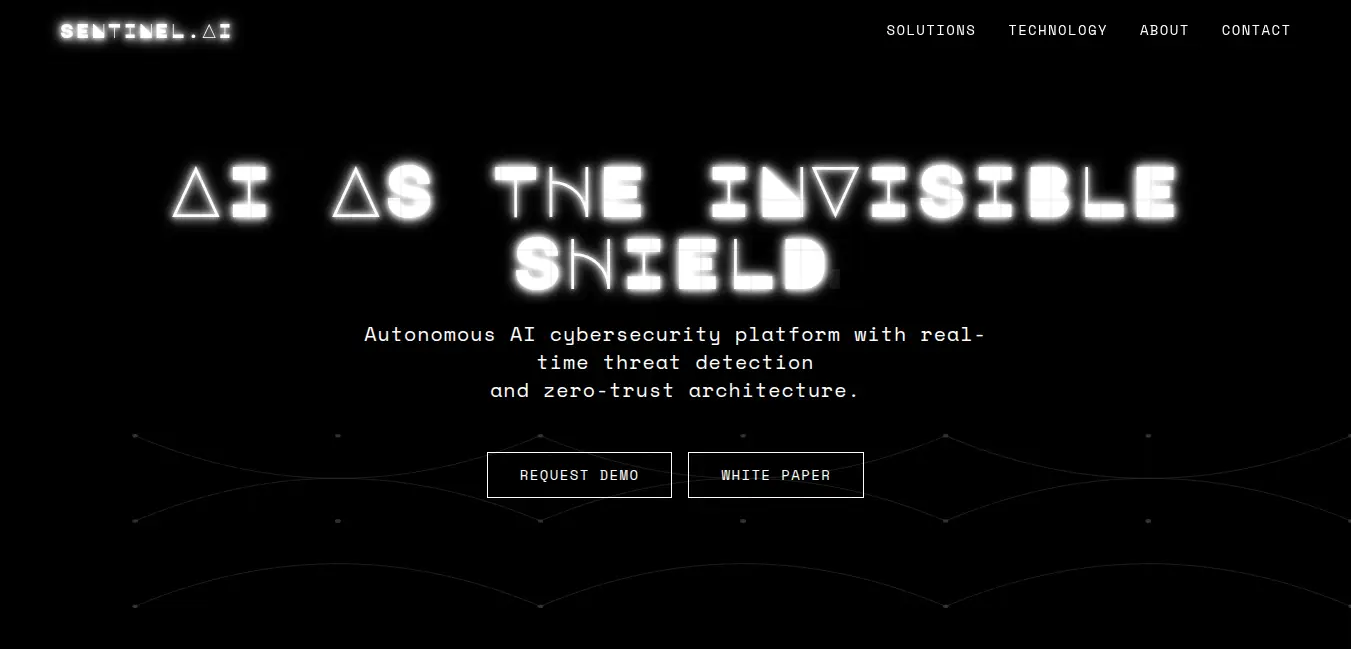 SENTINEL.AI
SOLUTIONS TECHNOLOGY ABOUT CONTACT
AI AS THE INVISIBLE
SHIELD
Autonomous AI cybersecurity platform with real-
time threat detection
and zero-trust architecture.
REQUEST DEMO WHITE PAPER